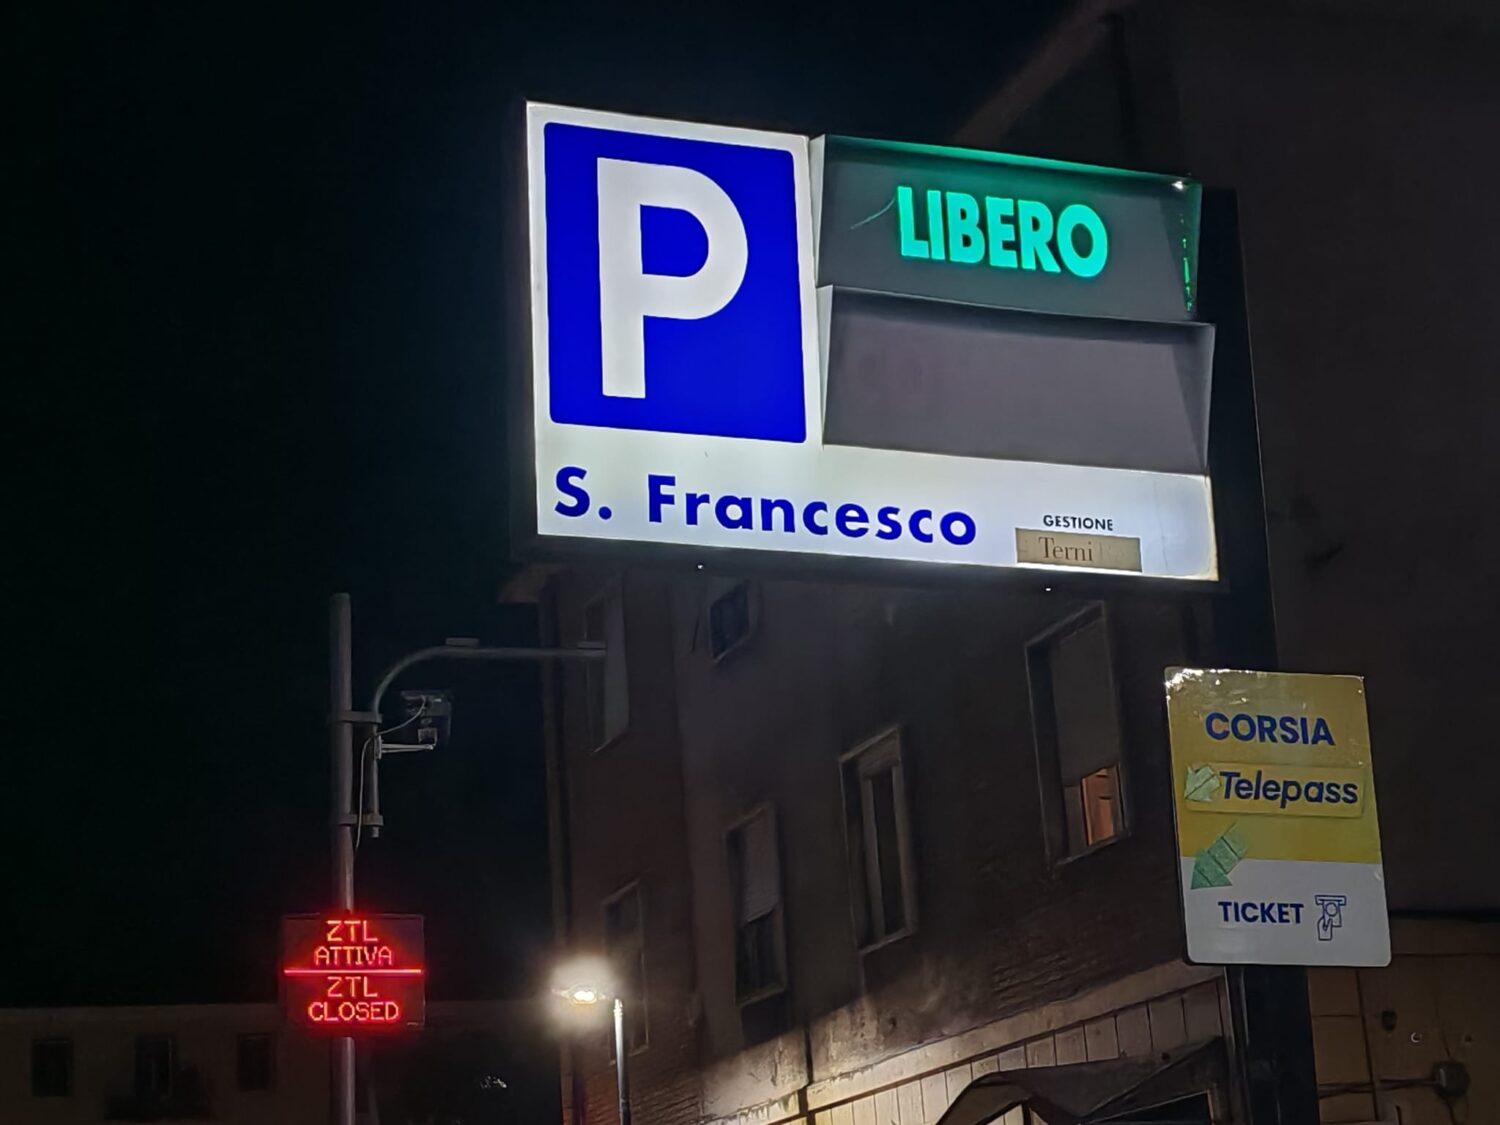 P
LIBERO
S. Francesco
GESTIONE
Terni
CORSIA
Telepass
TICKET
ZTL
ATTIVA
ZTL
CLOSED